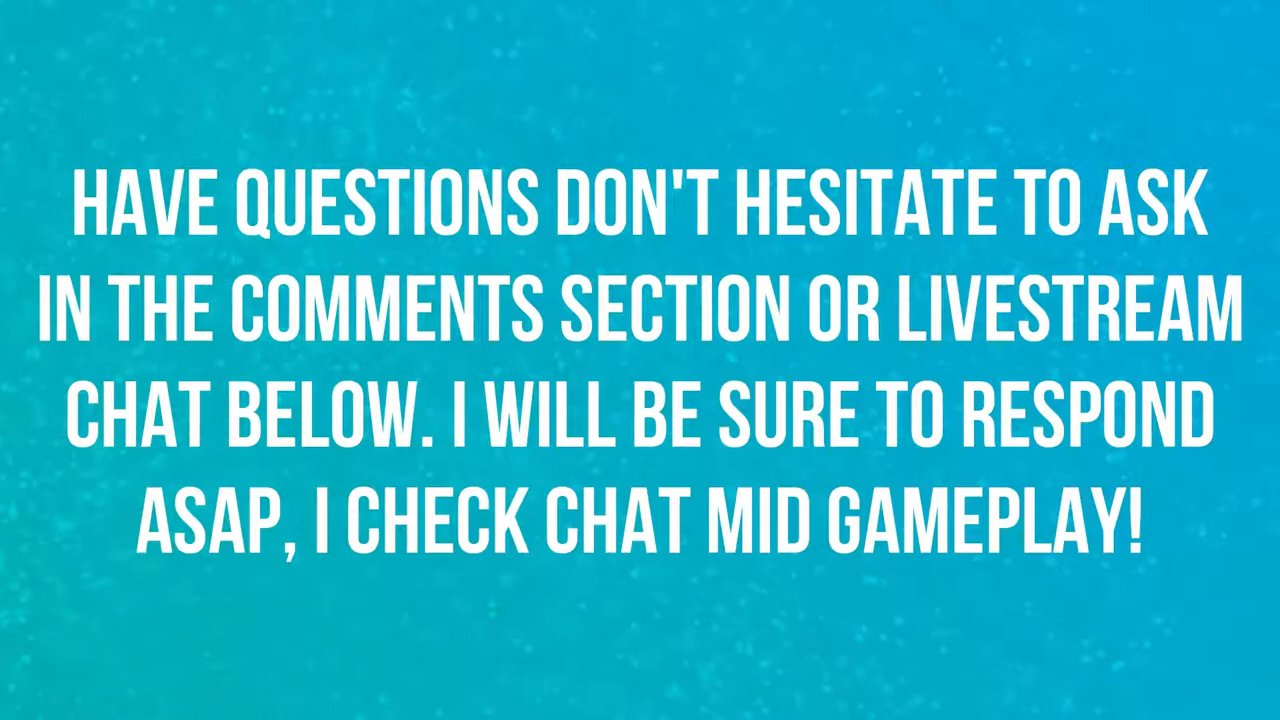 HAVE QUESTIONS DON'T HESITATE TO ASK
IN THE COMMENTS SECTION OR LIVESTREAM
CHAT BELOW. I WILL BE SURE TO RESPOND
ASAP, I CHECK CHAT MID GAMEPLAY!